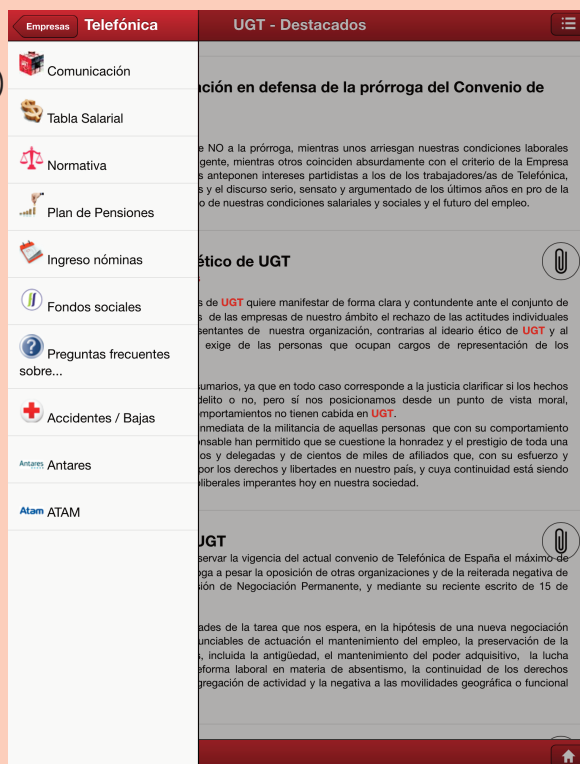 Empresas
Telefónica
UGT - Destacados
Comunicación
Tabla Salarial
Normativa
Plan de Pensiones
Ingreso nóminas
Fondos sociales
Preguntas frecuentes
sobre...
Accidentes / Bajas
Antares
Antares
Atam
ATAM
en defensa de la prórroga del Convenio de
NO a la prórroga, mientras unos arriesgan nuestras condiciones laborales
gente, mientras otros coinciden absurdamente con el criterio de la Empresa
anteponen intereses partidistas a los de los trabajadores/as de Telefónica,
y el discurso serio, sensato y argumentado de los últimos años en pro de la
de nuestras condiciones salariales y sociales y el futuro del empleo.
ético de UGT
de UGT quiere manifestar de forma clara y contundente ante el conjunto de
de las empresas de nuestro ámbito el rechazo de las actitudes individuales
de nuestra organización, contrarias al ideario ético de UGT y al
exige de las personas que ocupan cargos de representación de los
sumarios, ya que en todo caso corresponde a la justicia clarificar si los hechos
delito o no, pero sí nos posicionamos desde un punto de vista moral,
no tienen cabida en UGT.
inmediata de la militancia de aquellas personas que con su comportamiento
han permitido que se cuestione la honradez y el prestigio de toda una
y delegadas y de cientos de miles de afiliados que, con su esfuerzo y
por los derechos y libertades en nuestro país, y cuya continuidad está siendo
imperantes hoy en nuestra sociedad.
UGT
la vigencia del actual convenio de Telefónica de España el máximo de
a pesar la oposición de otras organizaciones y de la reiterada negativa de
de Negociación Permanente, y mediante su reciente escrito de 15 de
de la tarea que nos espera, en la hipótesis de una nueva negociación
de actuación el mantenimiento del empleo, la preservación de la
incluida la antigüedad, el mantenimiento del poder adquisitivo, la lucha
laboral en materia de absentismo, la continuidad de los derechos
de actividad y la negativa a las movilidades geográfica o funcional